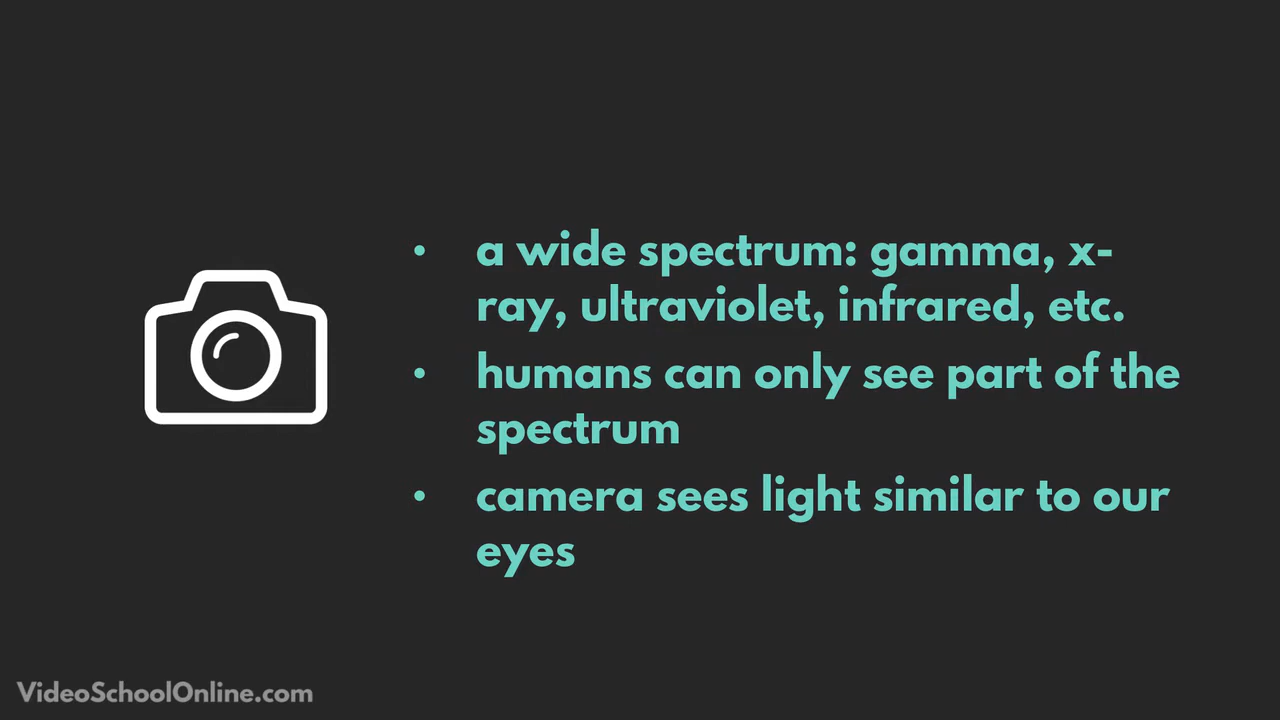 • a wide spectrum: gamma, x-
ray, ultraviolet, infrared, etc.
• humans can only see part of the
spectrum
• camera sees light similar to our
eyes
VideoSchoolOnline.com